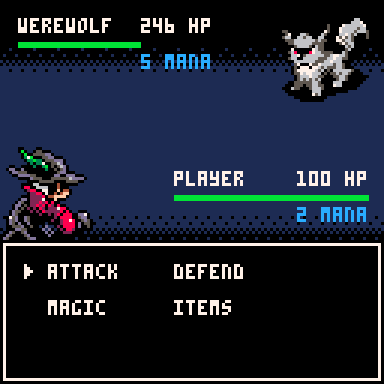 WEREWOLF 246 HP
5 MANA
PLAYER 100 HP
2 MANA
ATTACK DEFEND
MAGIC ITEMS